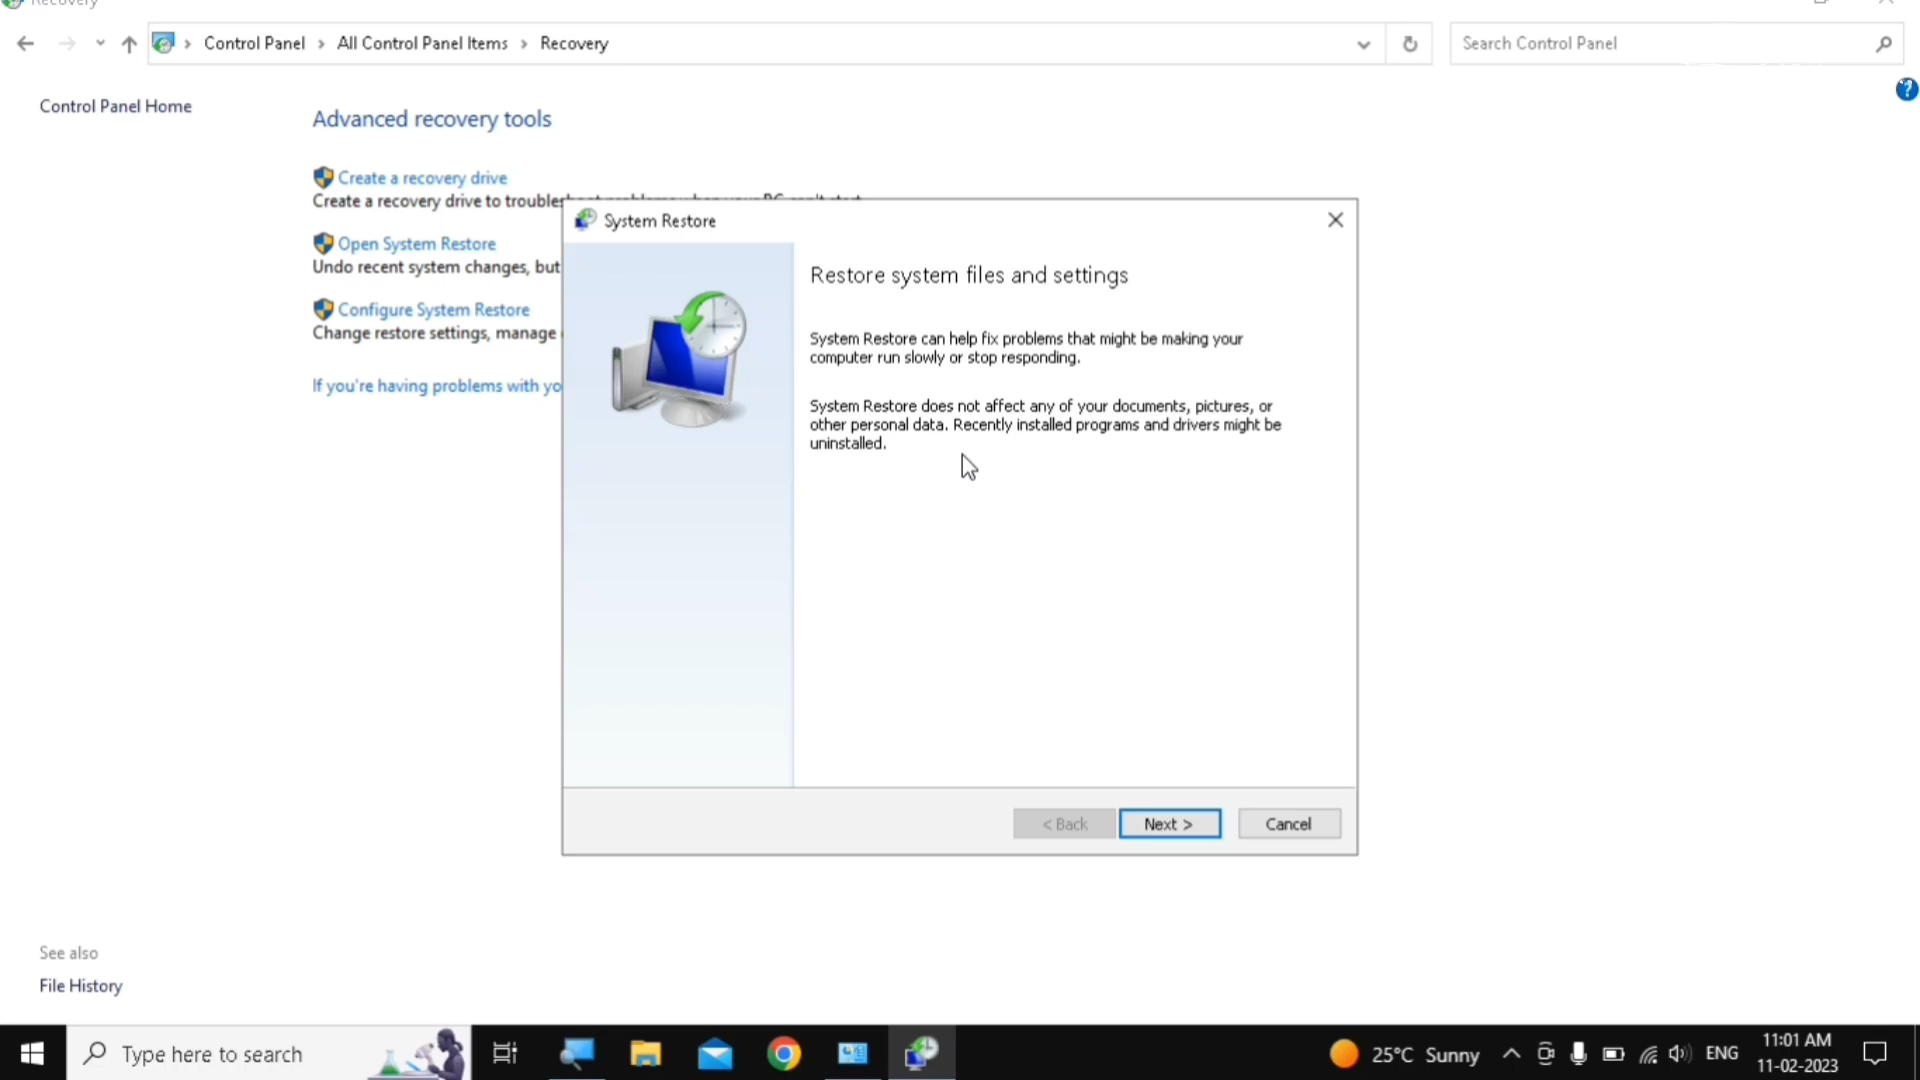 Recovery
Control Panel > All Control Panel Items > Recovery
Search Control Panel
?
Control Panel Home
Advanced recovery tools
Create a recovery drive
Create a recovery drive to
Open System Restore
Undo recent system changes, but
Configure System Restore
Change restore settings, manage
If you're having problems with yo
System Restore
Restore system files and settings
System Restore can help fix problems that might be making your
computer run slowly or stop responding.
System Restore does not affect any of your documents, pictures, or
other personal data. Recently installed programs and drivers might be
uninstalled.
< Back
Next >
Cancel
See also
File History
Type here to search
25°C Sunny
ENG
11:01 AM
11-02-2023